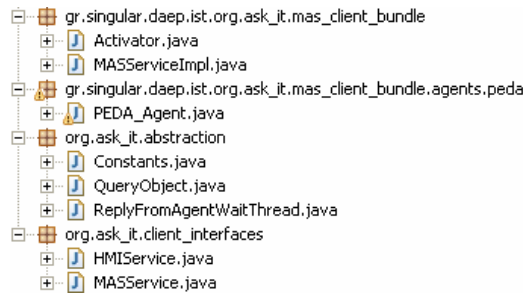 gr.singular.daep.ist.org.ask_it.mas_client_bundle
Activator.java
MASServiceImpl.java
gr.singular.daep.ist.org.ask_it.mas_client_bundle.agents.peda
PEDA_Agent.java
org.ask_it.abstraction
Constants.java
QueryObject.java
ReplyFromAgentWaitThread.java
org.ask_it.client_interfaces
HMIService.java
MASService.java